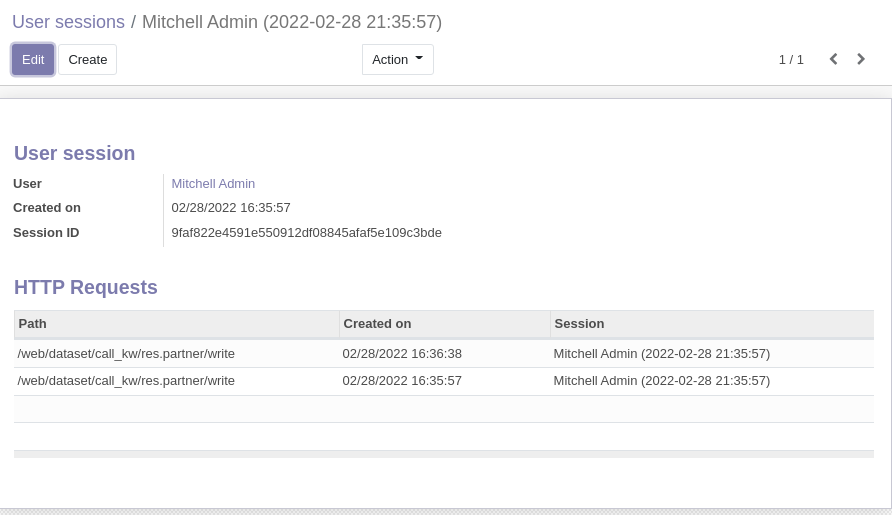 User sessions / Mitchell Admin (2022-02-28 21:35:57)
Edit Create Action 1 / 1
User session
User Mitchell Admin
Created on 02/28/2022 16:35:57
Session ID 9faf822e4591e550912df08845afaf5e109c3bde
HTTP Requests
Path Created on Session
/web/dataset/call_kw/res.partner/write 02/28/2022 16:36:38 Mitchell Admin (2022-02-28 21:35:57)
/web/dataset/call_kw/res.partner/write 02/28/2022 16:35:57 Mitchell Admin (2022-02-28 21:35:57)